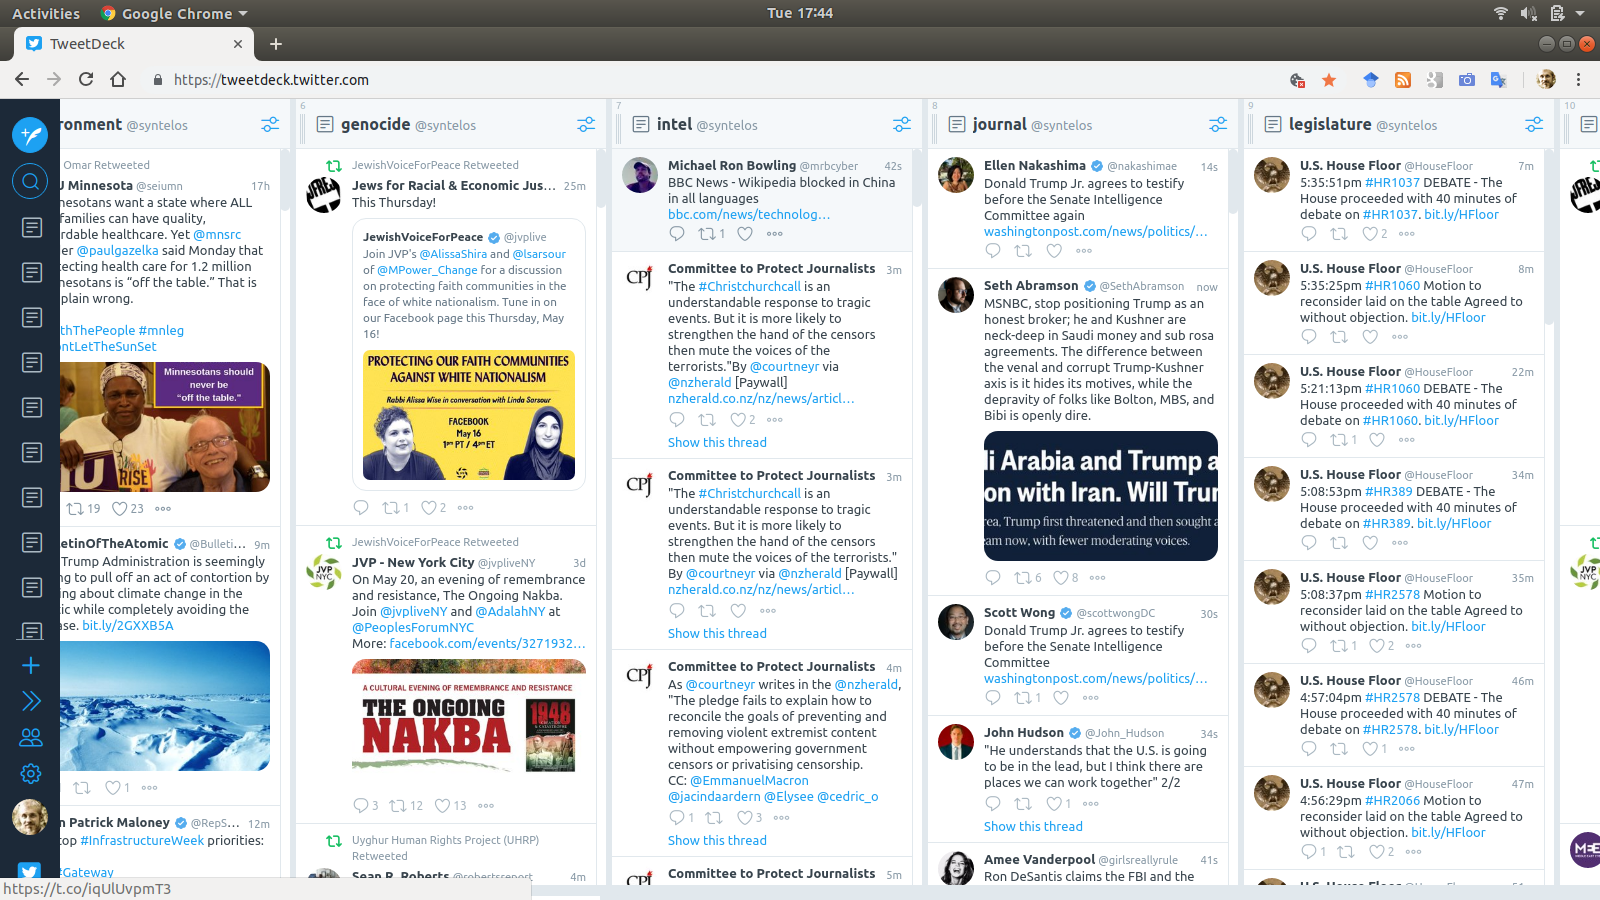 Activities
Google Chrome
Tue 17:44
TweetDeck
https://tweetdeck.twitter.com
ronment @syntelos
Omar Retweeted
J Minnesota @seiumn 17h
nesotans want a state where ALL
families can have quality,
rdable healthcare. Yet @mnsrc
er @paulgazelka said Monday that
tecting health care for 1.2 million
nesotans is “off the table.” That is
plain wrong.
thThePeople #mnleg
ontLetTheSunSet
Minnesotans should
never be
“off the table.”
RISE
19 23
letinOfTheAtomic @Bulleti... 9m
Trump Administration is seemingly
ng to pull off an act of contortion by
ing about climate change in the
tic while completely avoiding the
ase. bit.ly/2GXXB5A
1
n Patrick Maloney @RepS... 12m
top #InfrastructureWeek priorities:
#Gateway
https://t.co/iqUlUvpmT3
6
genocide @syntelos
JewishVoiceForPeace Retweeted
Jews for Racial & Economic Jus... 25m
This Thursday!
JewishVoiceForPeace @jvplive
Join JVP's @AlissaShira and @lsarsour
of @MPower_Change for a discussion
on protecting faith communities in the
face of white nationalism. Tune in on
our Facebook page this Thursday, May
16!
PROTECTING OUR FAITH COMMUNITIES
AGAINST WHITE NATIONALISM
Rabbi Alissa Wise in conversation with Linda Sarsour
FACEBOOK
May 16
1pm PT / 4pm ET
1 2
JewishVoiceForPeace Retweeted
JVP - New York City @jvpliveNY 3d
On May 20, an evening of remembrance
and resistance, The Ongoing Nakba.
Join @jvpliveNY and @AdalahNY at
@PeoplesForumNYC
More: facebook.com/events/3271932...
A CULTURAL EVENING OF REMEMBRANCE AND RESISTANCE
THE ONGOING
NAKBA
1948
3 12 13
Uyghur Human Rights Project (UHRP)
Retweeted
Sean R. Roberts @robertsreport 4m
7
intel @syntelos
Michael Ron Bowling @mrbcyber 42s
BBC News - Wikipedia blocked in China
in all languages
bbc.com/news/technolog...
1
Committee to Protect Journalists 3m
"The #Christchurchcall is an
understandable response to tragic
events. But it is more likely to
strengthen the hand of the censors
then mute the voices of the
terrorists."By @courtneyr via
@nzherald [Paywall]
nzherald.co.nz/nz/news/articl...
2
Show this thread
Committee to Protect Journalists 3m
"The #Christchurchcall is an
understandable response to tragic
events. But it is more likely to
strengthen the hand of the censors
then mute the voices of the terrorists."
By @courtneyr via @nzherald [Paywall]
nzherald.co.nz/nz/news/articl...
Show this thread
Committee to Protect Journalists 4m
As @courtneyr writes in the @nzherald,
"The pledge fails to explain how to
reconcile the goals of preventing and
removing violent extremist content
without empowering government
censors or privatising censorship.
CC: @EmmanuelMacron
@jacindaardern @Elysee @cedric_o
1 3
Show this thread
Committee to Protect Journalists 5m
8
journal @syntelos
Ellen Nakashima @nakashimae 14s
Donald Trump Jr. agrees to testify
before the Senate Intelligence
Committee again
washingtonpost.com/news/politics/...
Seth Abramson @SethAbramson now
MSNBC, stop positioning Trump as an
honest broker; he and Kushner are
neck-deep in Saudi money and sub rosa
agreements. The difference between
the venal and corrupt Trump-Kushner
axis is it hides its motives, while the
depravity of folks like Bolton, MBS, and
Bibi is openly dire.
di Arabia and Trump a
on with Iran. Will Trun
rea, Trump first threatened and then sought a
eam now, with fewer moderating voices.
6 8
Scott Wong @scottwongDC 30s
Donald Trump Jr. agrees to testify
before the Senate Intelligence
Committee
washingtonpost.com/news/politics/...
1
John Hudson @John_Hudson 34s
"He understands that the U.S. is going
to be in the lead, but I think there are
places we can work together" 2/2
1
Show this thread
Amee Vanderpool @girlsreallyrule 41s
Ron DeSantis claims the FBI and the
9
legislature @syntelos
U.S. House Floor @HouseFloor 7m
5:35:51pm #HR1037 DEBATE - The
House proceeded with 40 minutes of
debate on #HR1037. bit.ly/HFloor
2
U.S. House Floor @HouseFloor 8m
5:35:25pm #HR1060 Motion to
reconsider laid on the table Agreed to
without objection. bit.ly/HFloor
U.S. House Floor @HouseFloor 22m
5:21:13pm #HR1060 DEBATE - The
House proceeded with 40 minutes of
debate on #HR1060. bit.ly/HFloor
1
U.S. House Floor @HouseFloor 34m
5:08:53pm #HR389 DEBATE - The
House proceeded with 40 minutes of
debate on #HR389. bit.ly/HFloor
U.S. House Floor @HouseFloor 35m
5:08:37pm #HR2578 Motion to
reconsider laid on the table Agreed to
without objection. bit.ly/HFloor
1 2
U.S. House Floor @HouseFloor 46m
4:57:04pm #HR2578 DEBATE - The
House proceeded with 40 minutes of
debate on #HR2578. bit.ly/HFloor
1
U.S. House Floor @HouseFloor 47m
4:56:29pm #HR2066 Motion to
reconsider laid on the table Agreed to
without objection. bit.ly/HFloor
1 2
10